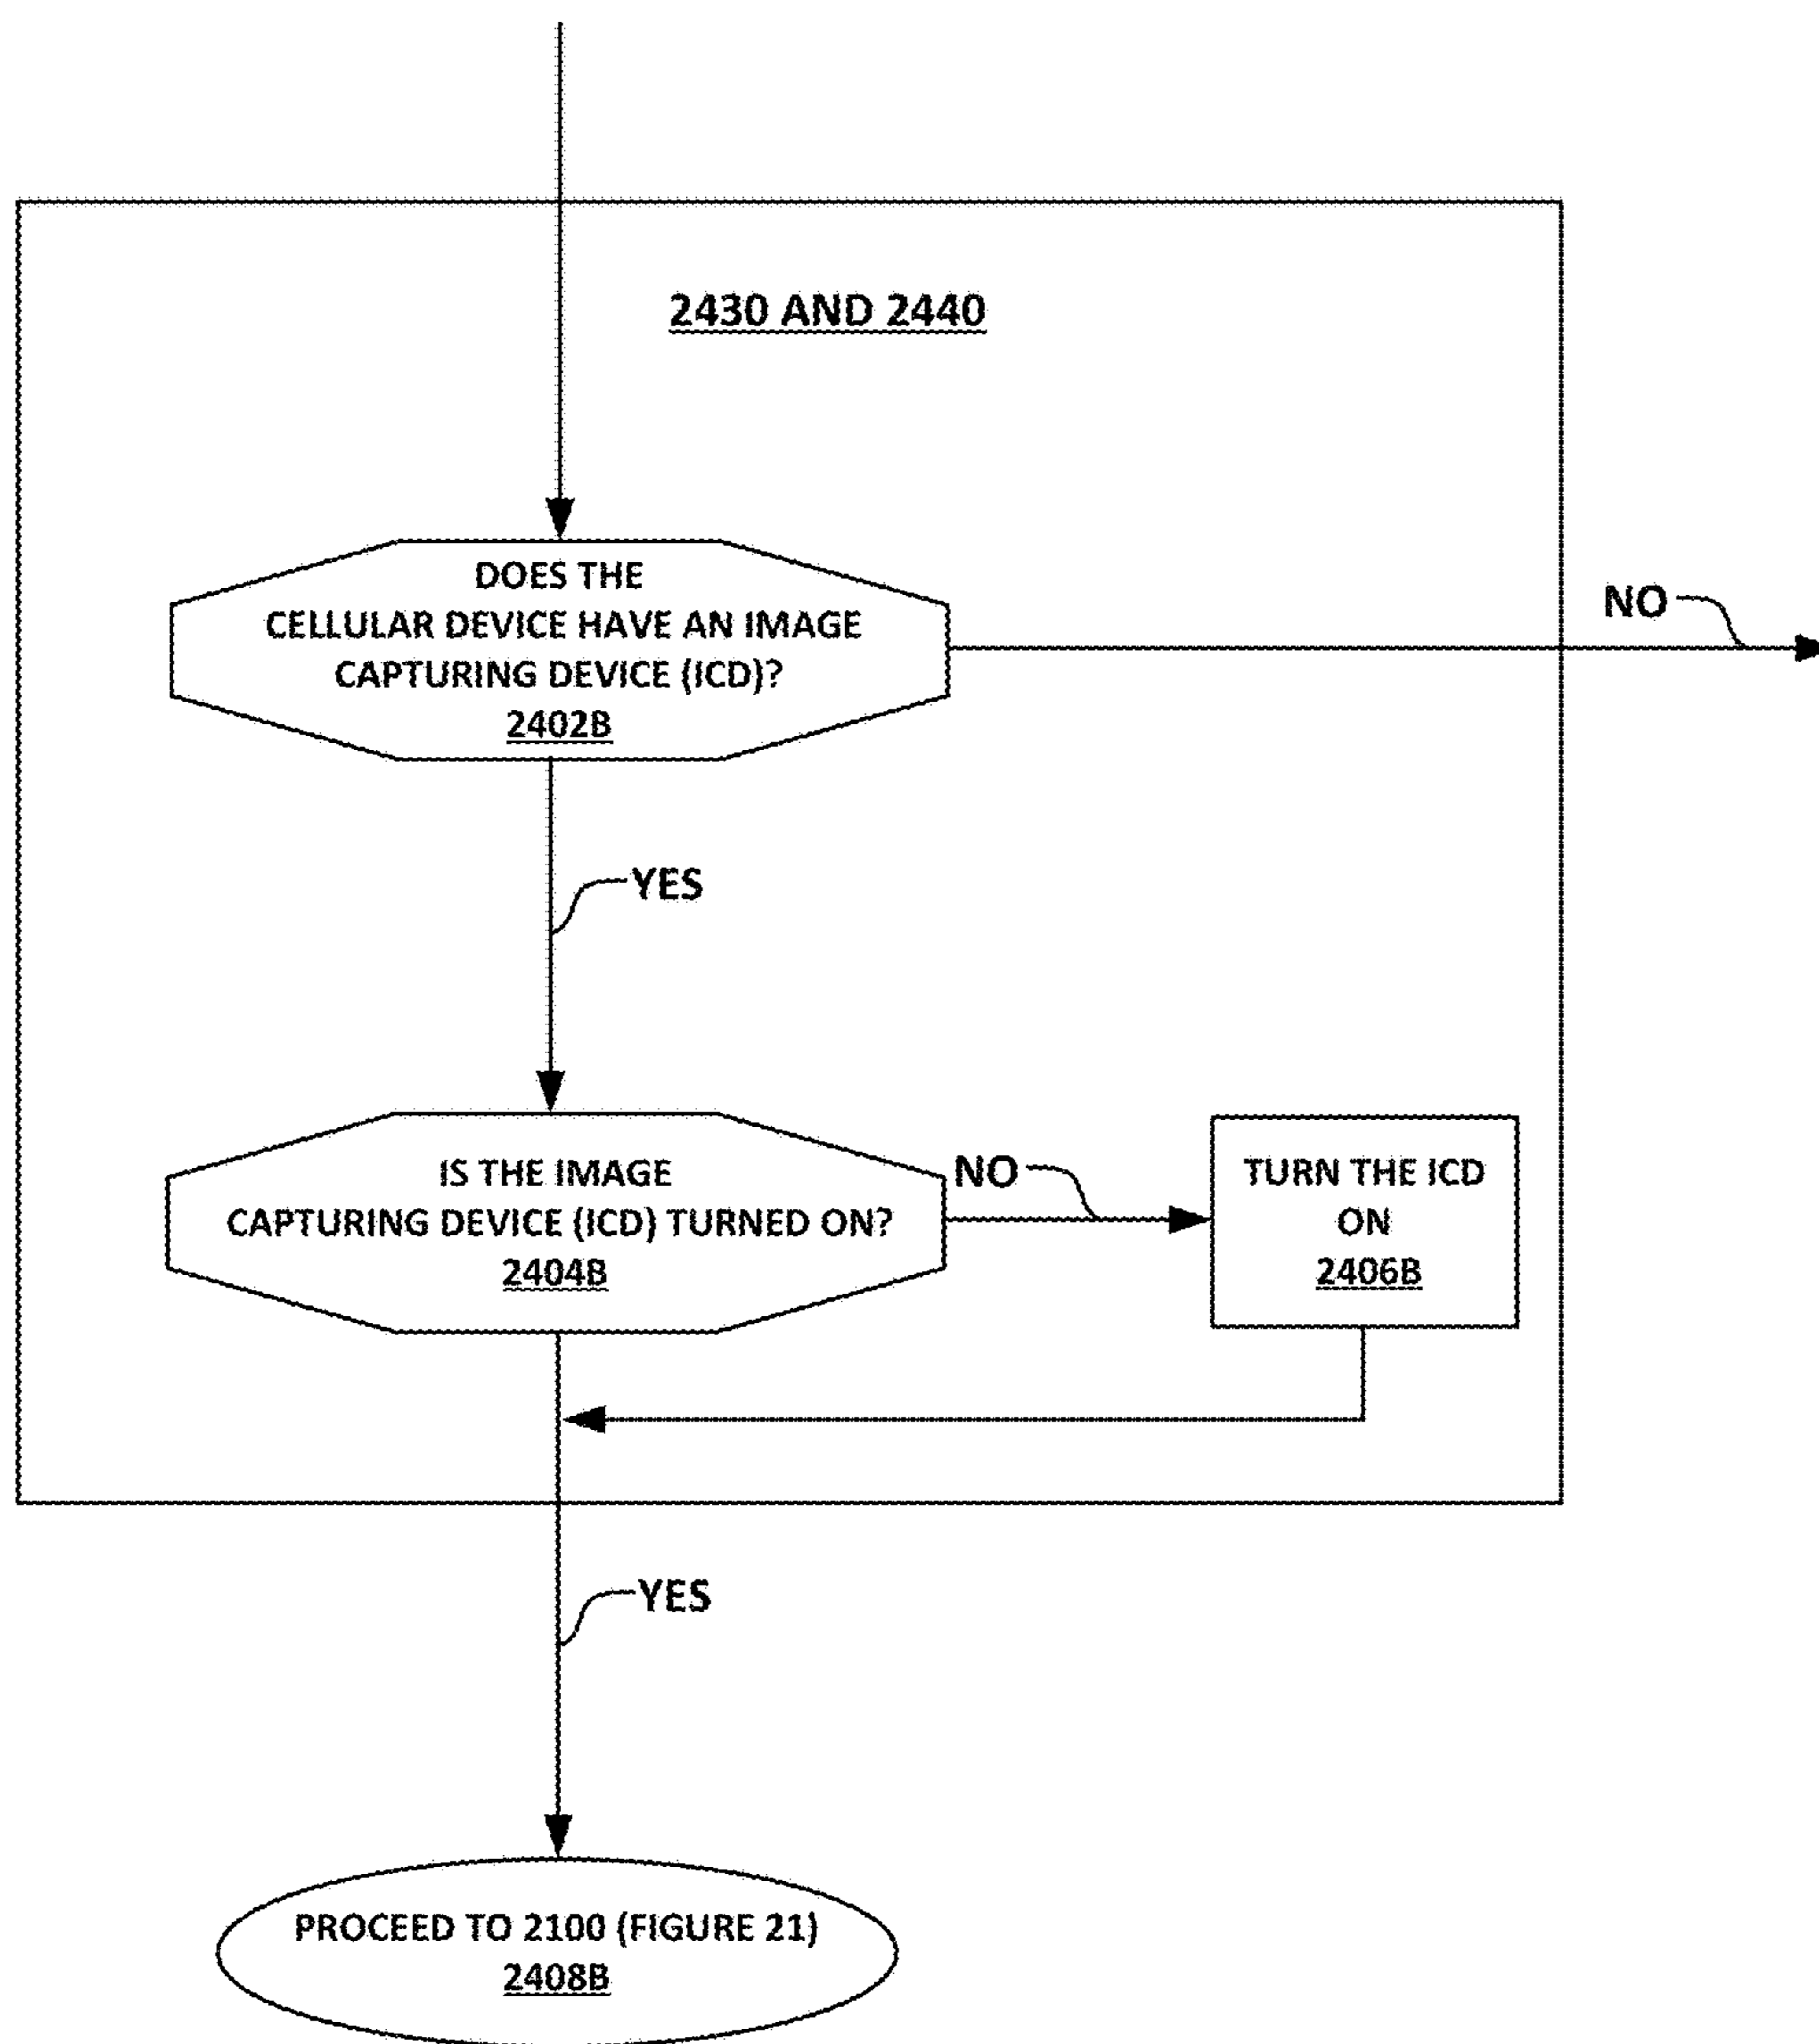 2430 AND 2440
DOES THE
CELLULAR DEVICE HAVE AN IMAGE
CAPTURING DEVICE (ICD)?
2402B
NO
YES
IS THE IMAGE
CAPTURING DEVICE (ICD) TURNED ON?
2404B
NO
TURN THE ICD
ON
2406B
YES
PROCEED TO 2100 (FIGURE 21)
2408B